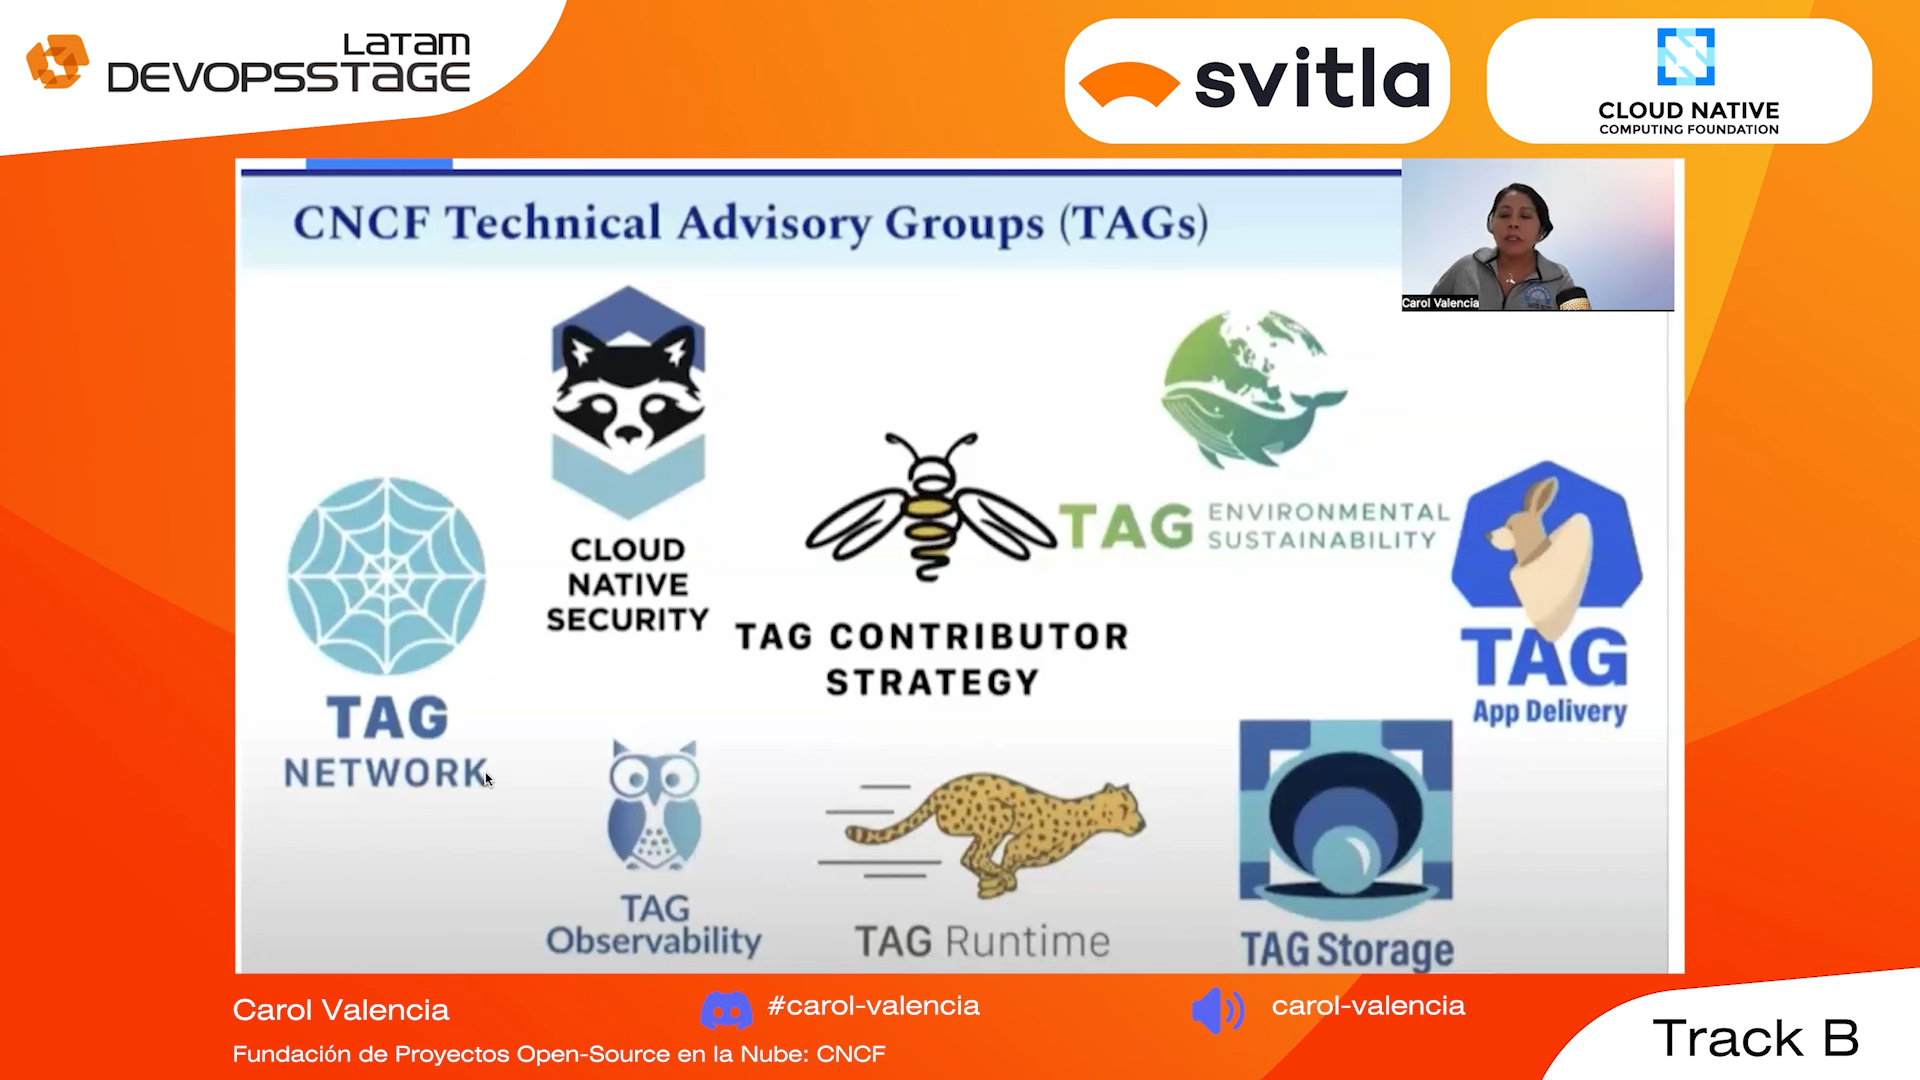 LATAM
DEVOPSSTAGE
svitla
CLOUD NATIVE
COMPUTING FOUNDATION
CNCF Technical Advisory Groups (TAGs)
Carol Valencia
CLOUD
NATIVE
SECURITY
TAG ENVIRONMENTAL
SUSTAINABILITY
TAG CONTRIBUTOR
STRATEGY
TAG
App Delivery
TAG
NETWORK
TAG
Observability
TAG Runtime
TAG Storage
Carol Valencia
#carol-valencia
carol-valencia
Fundación de Proyectos Open-Source en la Nube: CNCF
Track B